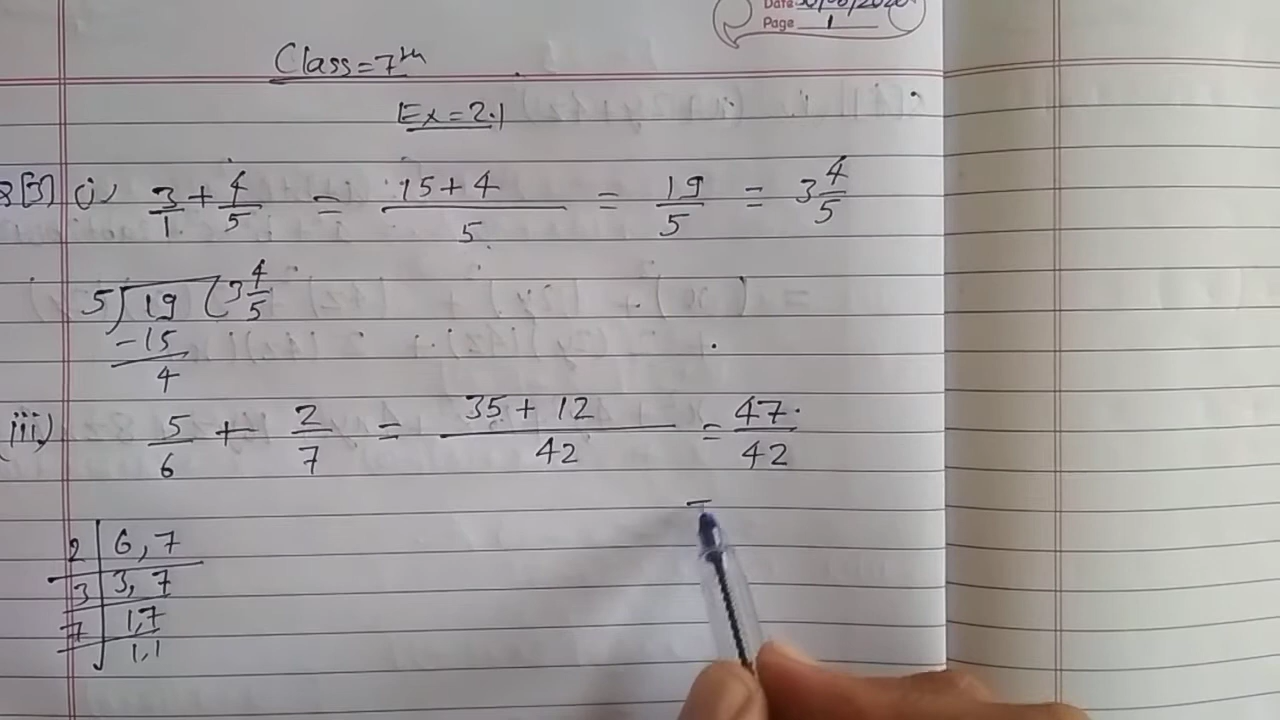 Date
Page 1
Class=7th
Ex=2.1
(i) 3/1 + 4/5 = 15+4/5 = 19/5 = 3 4/5
5) 19 (3 4/5
-15
4
(iii) 5/6 + 2/7 = 35+12/42 = 47/42
2 | 6, 7
3 | 3, 7
7 | 1,7
1,1